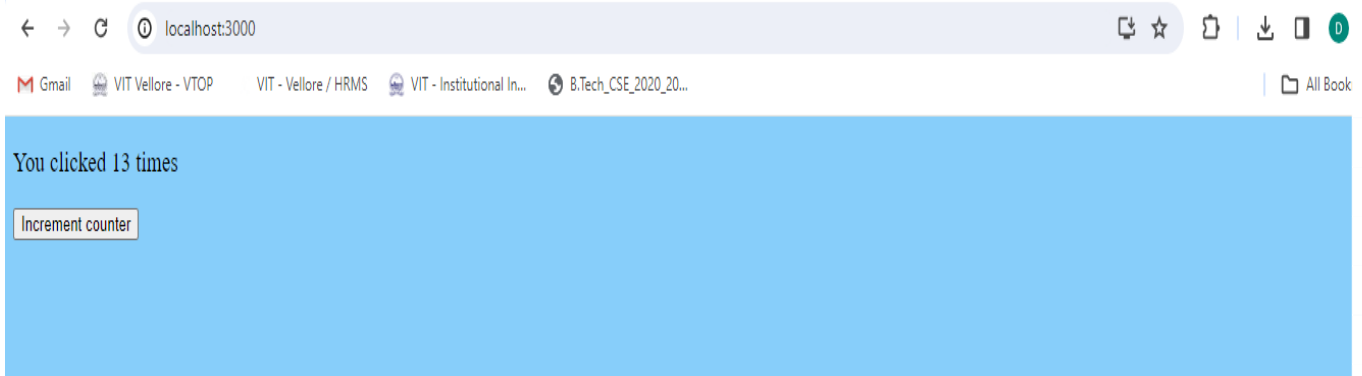 localhost:3000
D
Gmail VIT Vellore - VTOP VIT - Vellore / HRMS VIT - Institutional In... B.Tech_CSE_2020_20... All Book
You clicked 13 times
Increment counter